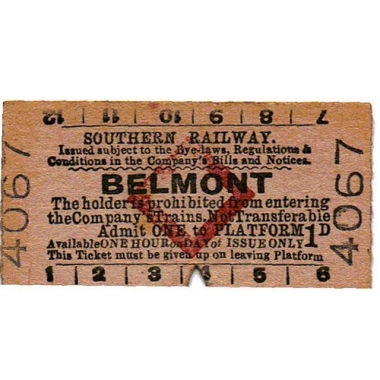 12 11 10 9 8 7
SOUTHERN RAILWAY.
Issued subject to the Bye-laws, Regulations &
Conditions in the Company's Bills and Notices.
BELMONT
The holder is prohibited from entering
the Company's Trains. Not Transferable
Admit ONE to PLATFORM 1D
Available ONE HOUR on DAY of ISSUE ONLY
This Ticket must be given up on leaving Platform
1 2 3 4 5 6
4067
4067